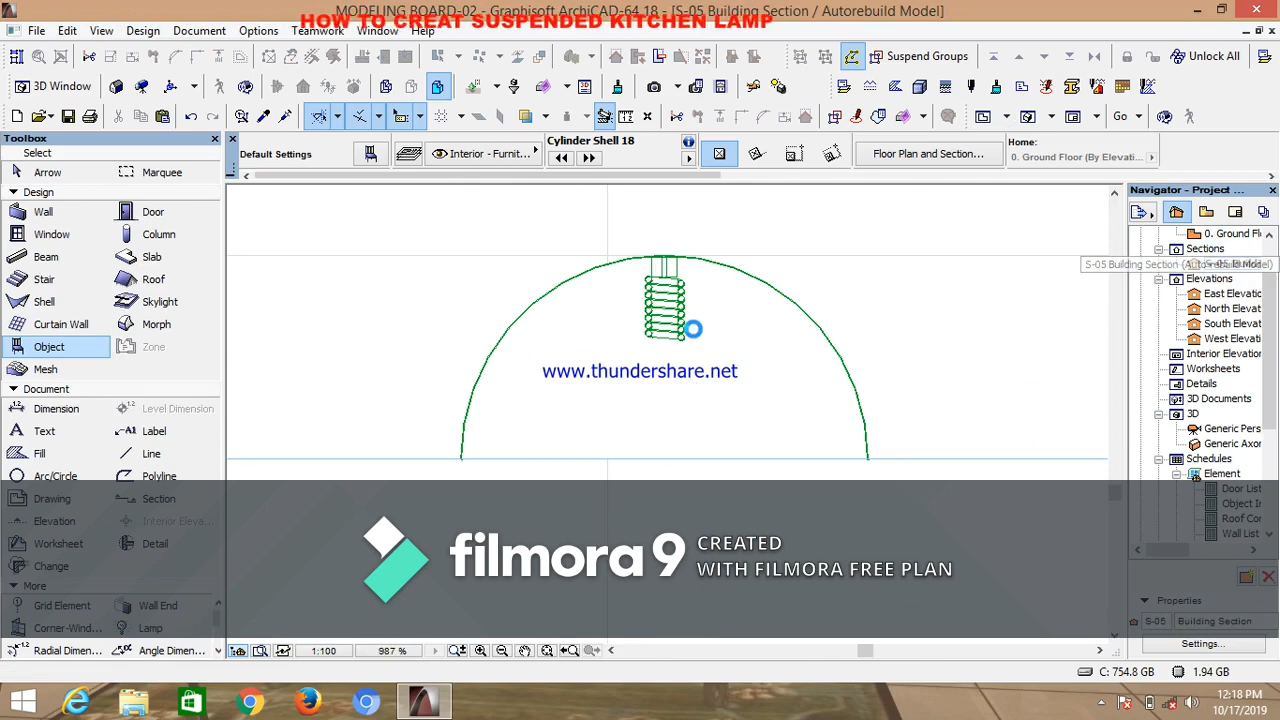 MODELING BOARD-02 - Graphisoft ArchiCAD-64 18 - [S-05 Building Section / Autorebuild Model]
HOW TO CREAT SUSPENDED KITCHEN LAMP
File Edit View Design Document Options Teamwork Window Help
Suspend Groups Unlock All
3D Window
Go
Toolbox
Select
Arrow Marquee
Design
Wall Door
Window Column
Beam Slab
Stair Roof
Shell Skylight
Curtain Wall Morph
Object Zone
Mesh
Document
Dimension Level Dimension
Text Label
Fill Line
Arc/Circle Polyline
Drawing Section
Elevation Interior Eleva...
Worksheet Detail
Change
More
Grid Element Wall End
Corner-Wind... Lamp
Radial Dimen... Angle Dimen...
Default Settings
Interior - Furnit...
Cylinder Shell 18
Floor Plan and Section...
Home:
0. Ground Floor (By Elevati...
www.thundershare.net
filmora9 CREATED
WITH FILMORA FREE PLAN
1:100 987 %
Navigator - Project ...
0. Ground Fl
Sections
Elevations
East Elevatio
North Elevat
South Elevati
West Elevatio
Interior Elevation
Worksheets
Details
3D Documents
3D
Generic Pers
Generic Axon
Schedules
Element
Door List
Object In
Roof Cor
Wall List
Properties
S-05 Building Section
Settings...
C: 754.8 GB 1.94 GB
12:18 PM
10/17/2019